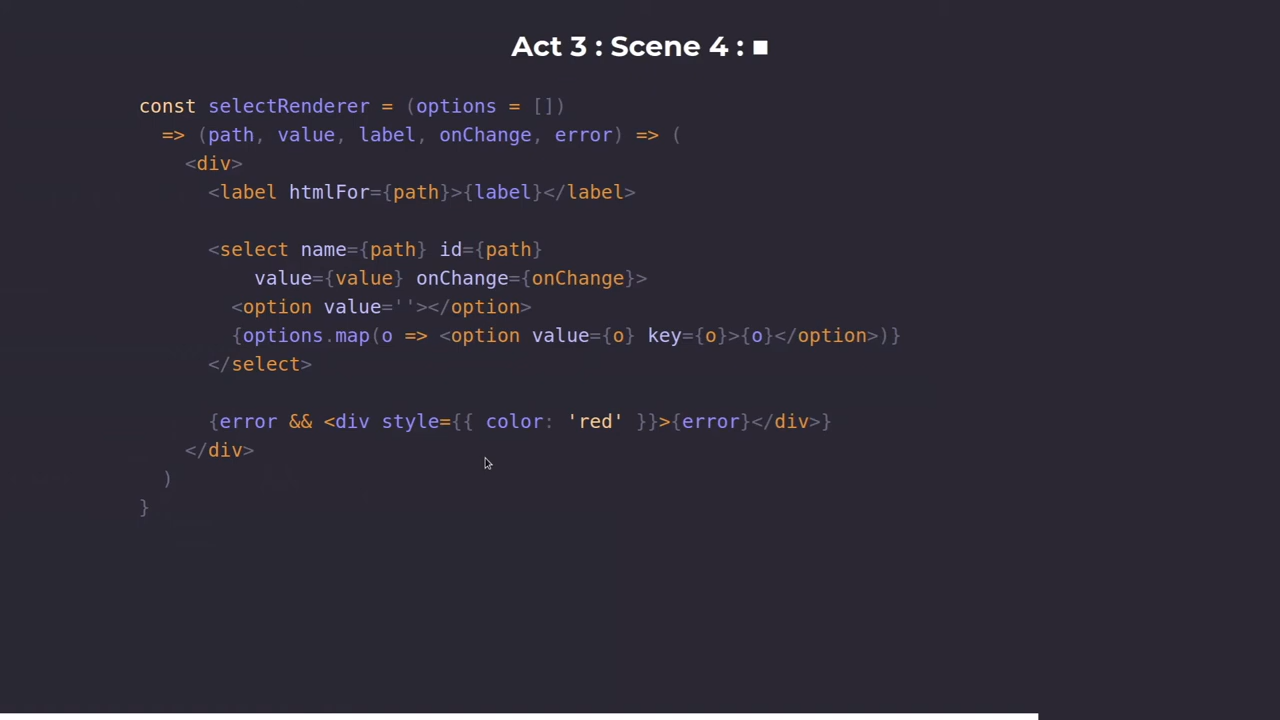 Act 3 : Scene 4 : ■
const selectRenderer = (options = [])
  => (path, value, label, onChange, error) => (
    <div>
      <label htmlFor={path}>{label}</label>

      <select name={path} id={path}
          value={value} onChange={onChange}>
        <option value=''></option>
        {options.map(o => <option value={o} key={o}>{o}</option>)}
      </select>

      {error && <div style={{ color: 'red' }}>{error}</div>}
    </div>
  )
}